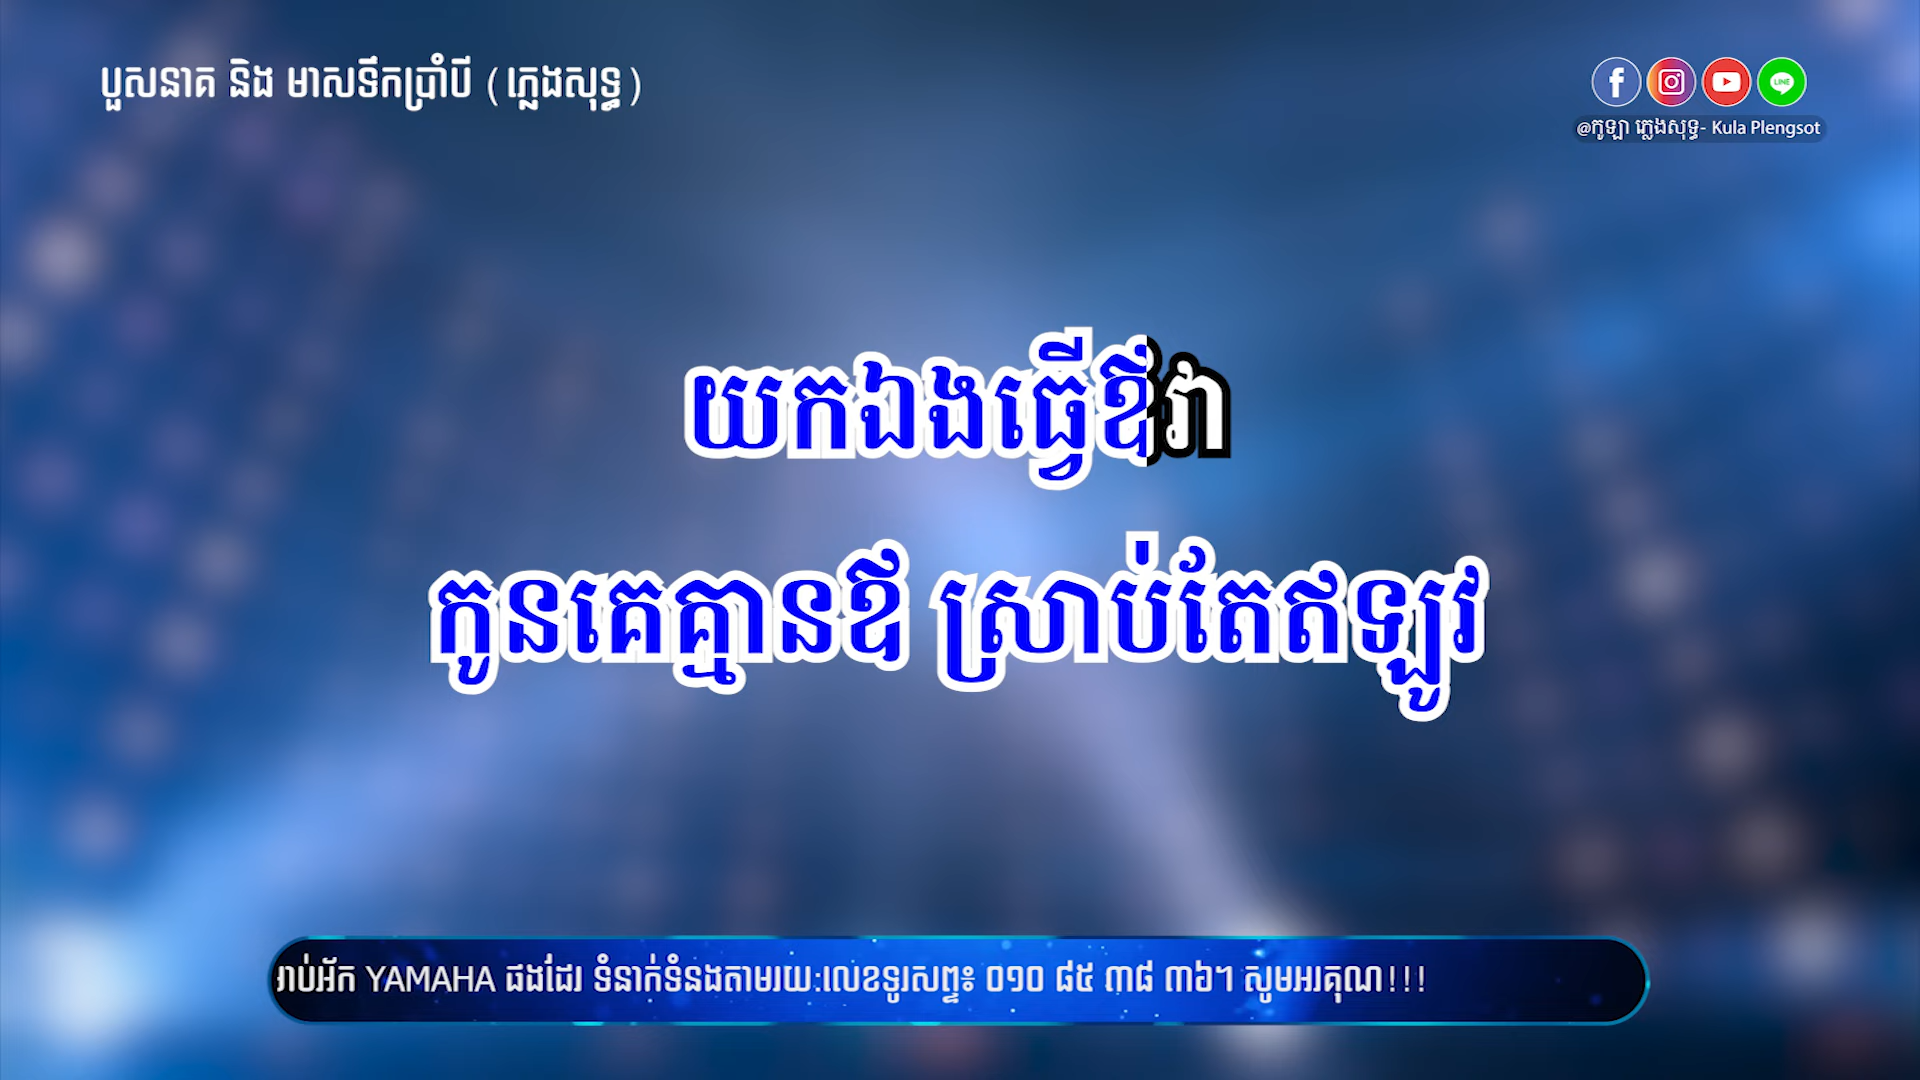 បួសនាគ និង មាសទឹកប្រាំបី (ភ្លេងសុទ្ធ)
LINE
@កូឡា ភ្លេងសុទ្ធ- Kula Plengsot
យកឯងធ្វើឪវា
កូនគេគ្មានឪ ស្រាប់តែឥឡូវ
រាប់អ័ក YAMAHA ផងដែរ ទំនាក់ទំនងតាមរយ:លេខទូរសព្ទ៖ ០១០ ៨៥ ៣៨ ៣៦។ សូមអរគុណ!!!